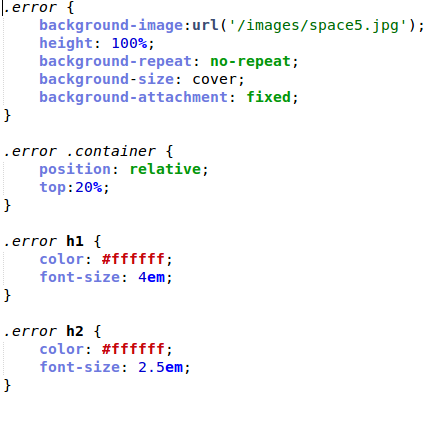 .error {
    background-image:url('/images/space5.jpg');
    height: 100%;
    background-repeat: no-repeat;
    background-size: cover;
    background-attachment: fixed;
}

.error .container {
    position: relative;
    top:20%;
}

.error h1 {
    color: #ffffff;
    font-size: 4em;
}

.error h2 {
    color: #ffffff;
    font-size: 2.5em;
}